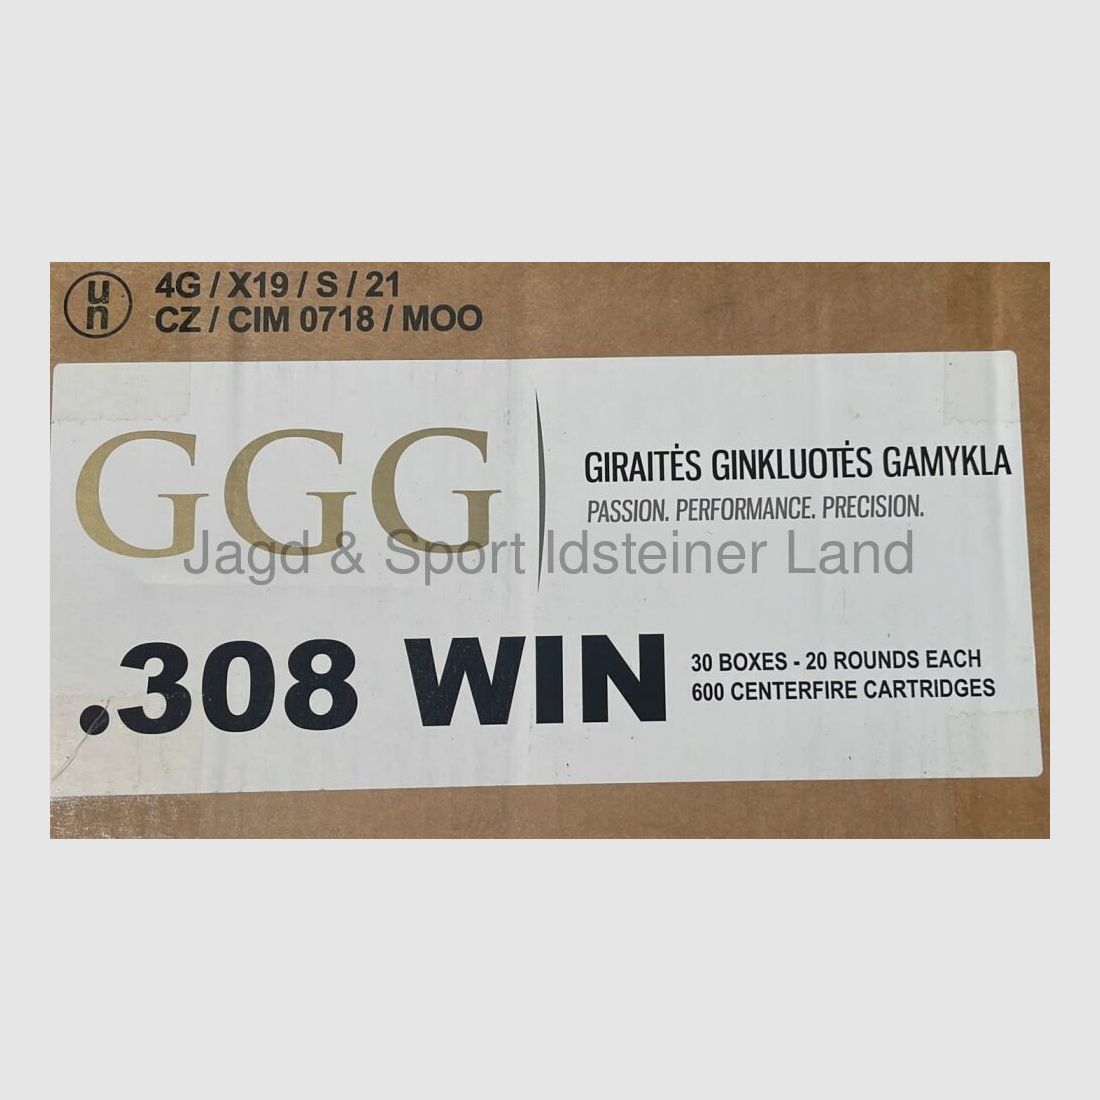 un
4G / X19 / S / 21
CZ / CIM 0718 / MOO
GGG
GIRAITĖS GINKLUOTĖS GAMYKLA
PASSION. PERFORMANCE. PRECISION.
Jagd & Sport Idsteiner Land
.308 WIN
30 BOXES - 20 ROUNDS EACH
600 CENTERFIRE CARTRIDGES